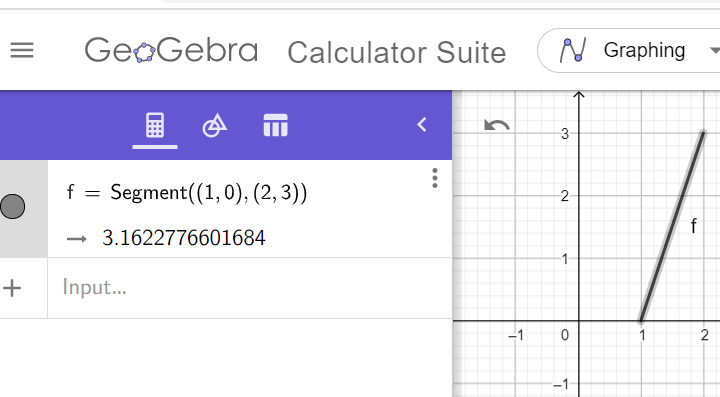 GeoGebra Calculator Suite Graphing
f = Segment((1, 0), (2, 3))
→ 3.1622776601684
+ Input...
3
2
f
1
−1 0 1 2
−1